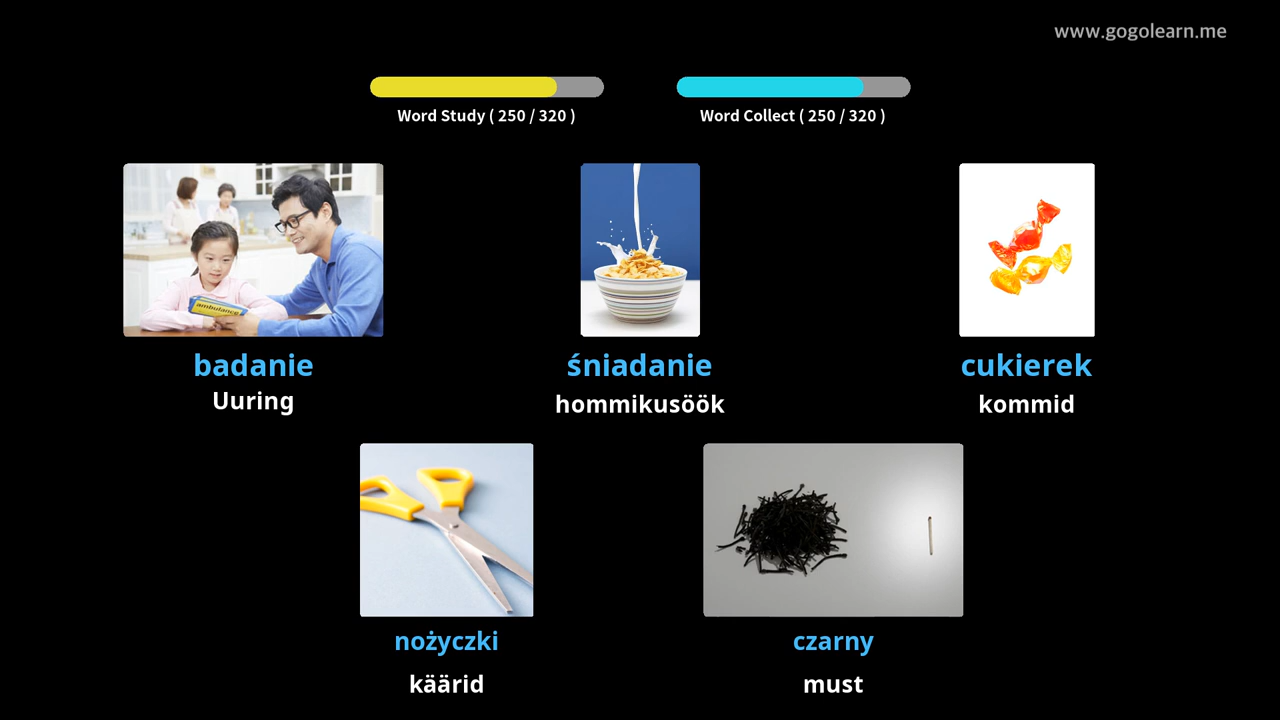 www.gogolearn.me
Word Study ( 250 / 320 )
Word Collect ( 250 / 320 )
ambulance
badanie
Uuring
śniadanie
hommikusöök
cukierek
kommid
nożyczki
käärid
czarny
must